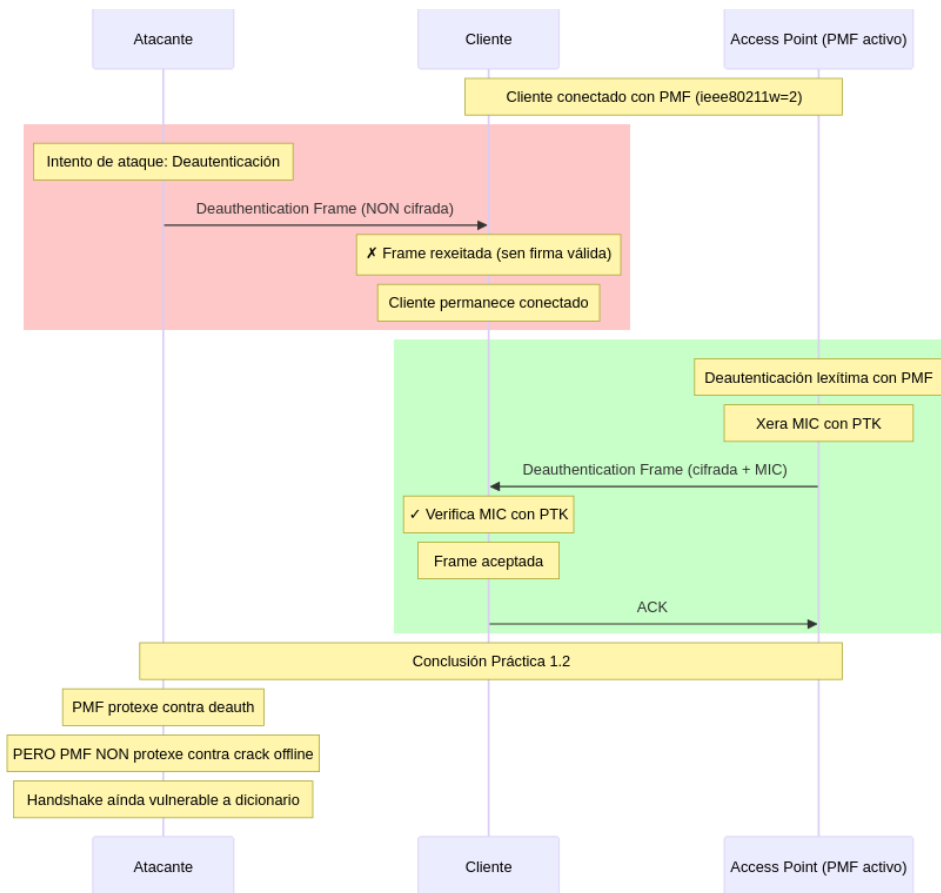 Atacante
Cliente
Access Point (PMF activo)
Cliente conectado con PMF (ieee80211w=2)
Intento de ataque: Deautenticación
Deauthentication Frame (NON cifrada)
✗ Frame rexeitada (sen firma válida)
Cliente permanece conectado
Deautenticación lexítima con PMF
Xera MIC con PTK
Deauthentication Frame (cifrada + MIC)
✓ Verifica MIC con PTK
Frame aceptada
ACK
Conclusión Práctica 1.2
PMF protexe contra deauth
PERO PMF NON protexe contra crack offline
Handshake aínda vulnerable a dicionario
Atacante
Cliente
Access Point (PMF activo)